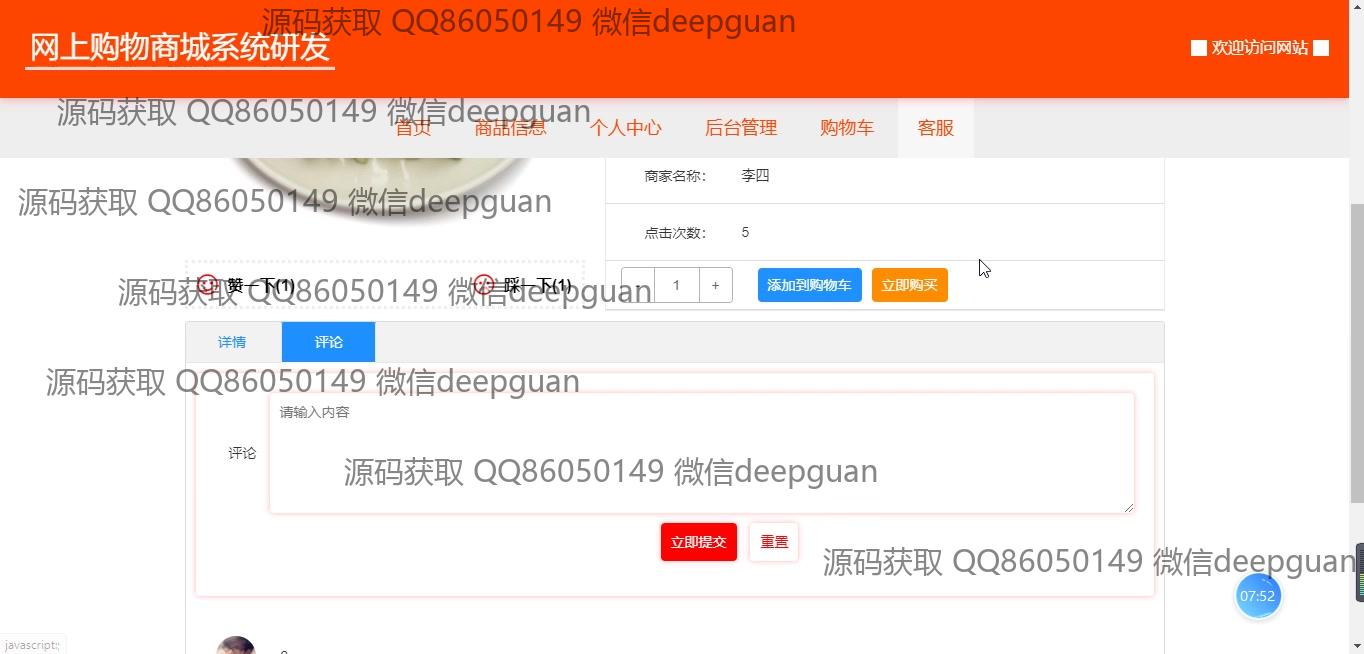 源码获取 QQ86050149 微信deepguan
网上购物商城系统研发
欢迎访问网站
源码获取 QQ86050149 微信deepguan
首页 商品信息 个人中心 后台管理 购物车 客服
商家名称: 李四
源码获取 QQ86050149 微信deepguan
点击次数: 5
赞一下(1) 踩一下(1)
- 1 + 添加到购物车 立即购买
源码获取 QQ86050149 微信deepguan
详情 评论
源码获取 QQ86050149 微信deepguan
请输入内容
评论
源码获取 QQ86050149 微信deepguan
立即提交 重置
源码获取 QQ86050149 微信deepguan
07:52
javascript:;